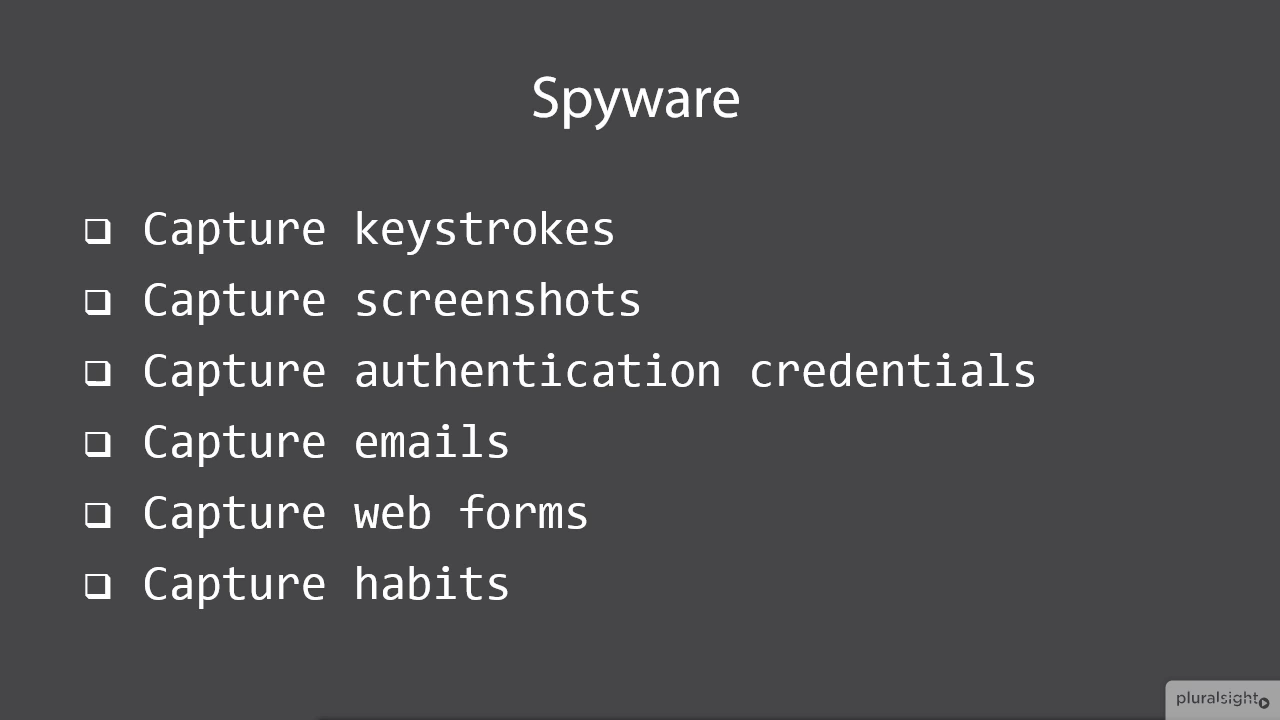 Spyware
Capture keystrokes
Capture screenshots
Capture authentication credentials
Capture emails
Capture web forms
Capture habits
pluralsight